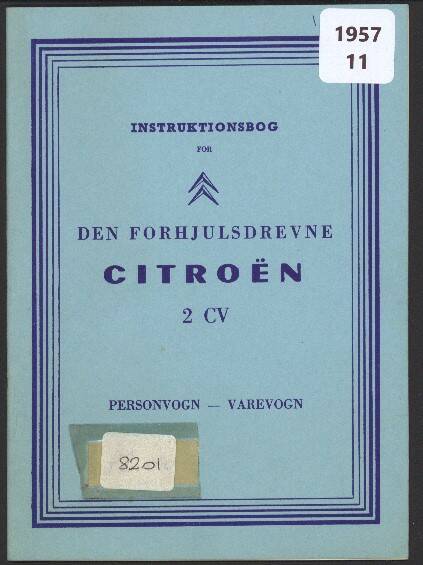 1957
11
INSTRUKTIONSBOG
FOR
DEN FORHJULSDREVNE
CITROËN
2 CV
PERSONVOGN — VAREVOGN
8201